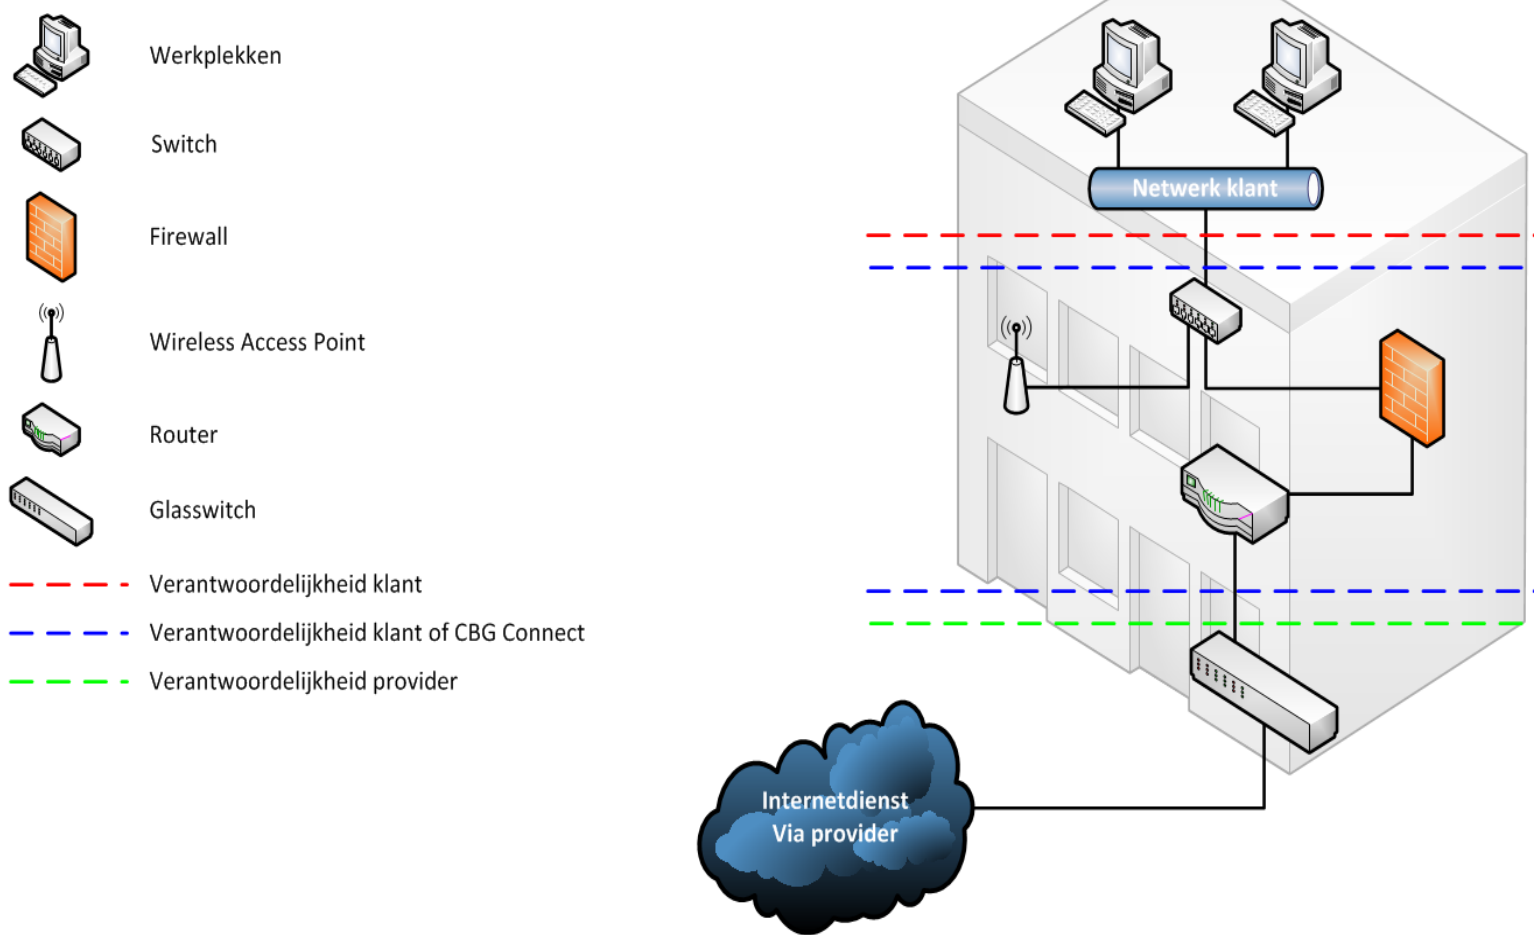 Werkplekken
Switch
Firewall
Wireless Access Point
Router
Glasswitch
Verantwoordelijkheid klant
Verantwoordelijkheid klant of CBG Connect
Verantwoordelijkheid provider
Netwerk klant
Internetdienst
Via provider